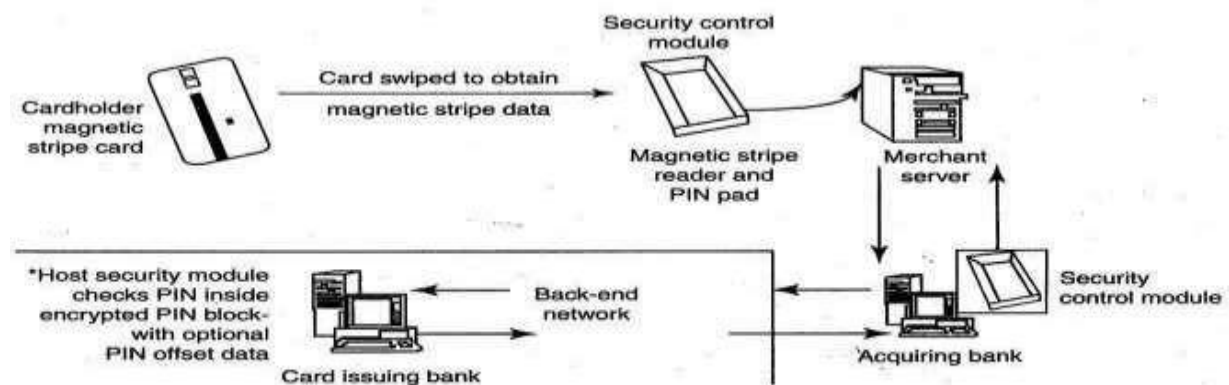 Security control
module
Card swiped to obtain
magnetic stripe data
Cardholder
magnetic
stripe card
Magnetic stripe
reader and
PIN pad
Merchant
server
*Host security module
checks PIN inside
encrypted PIN block-
with optional
PIN offset data
Back-end
network
Security
control module
Card issuing bank
Acquiring bank